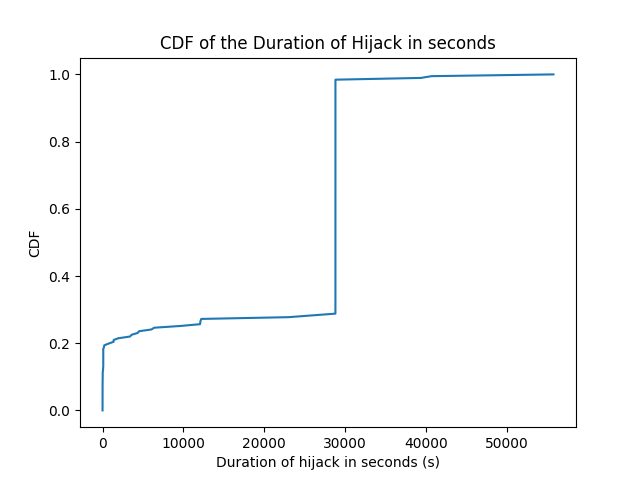 CDF of the Duration of Hijack in seconds
1.0
0.8
0.6
0.4
0.2
0.0
CDF
0 10000 20000 30000 40000 50000
Duration of hijack in seconds (s)